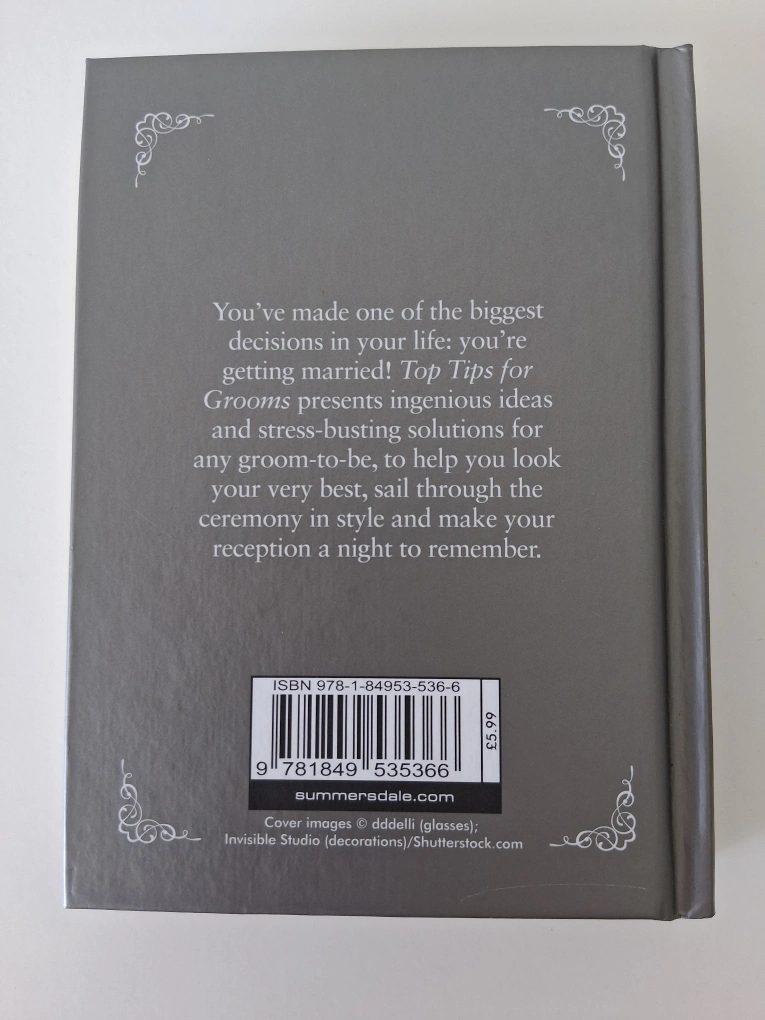 You've made one of the biggest
decisions in your life: you're
getting married! Top Tips for
Grooms presents ingenious ideas
and stress-busting solutions for
any groom-to-be, to help you look
your very best, sail through the
ceremony in style and make your
reception a night to remember.
ISBN 978-1-84953-536-6
£5.99
9 781849 535366
summersdale.com
Cover images © dddelli (glasses);
Invisible Studio (decorations)/Shutterstock.com